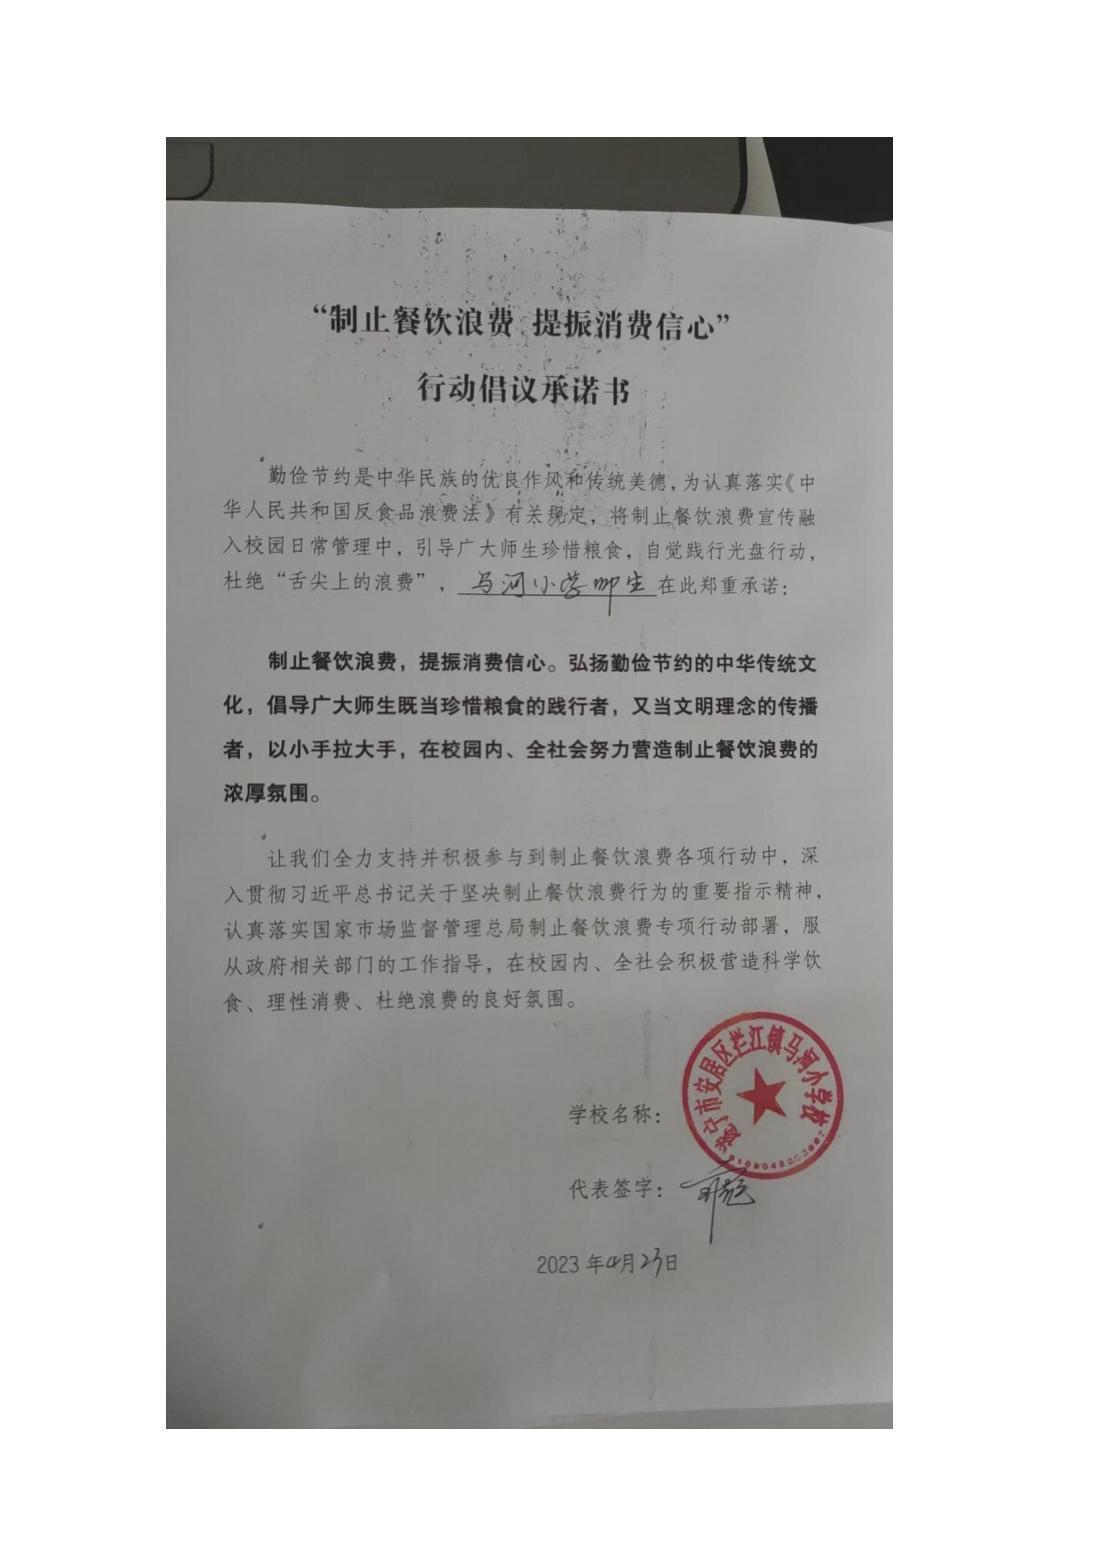 “制止餐饮浪费 提振消费信心”
行动倡议承诺书
勤俭节约是中华民族的优良作风和传统美德，为认真落实《中
华人民共和国反食品浪费法》有关规定，将制止餐饮浪费宣传融
入校园日常管理中，引导广大师生珍惜粮食，自觉践行光盘行动，
杜绝“舌尖上的浪费”，马河小学师生在此郑重承诺：
制止餐饮浪费，提振消费信心。弘扬勤俭节约的中华传统文
化，倡导广大师生既当珍惜粮食的践行者，又当文明理念的传播
者，以小手拉大手，在校园内、全社会努力营造制止餐饮浪费的
浓厚氛围。
让我们全力支持并积极参与到制止餐饮浪费各项行动中，深
入贯彻习近平总书记关于坚决制止餐饮浪费行为的重要指示精神，
认真落实国家市场监督管理总局制止餐饮浪费专项行动部署，服
从政府相关部门的工作指导，在校园内、全社会积极营造科学饮
食、理性消费、杜绝浪费的良好氛围。
遂宁市安居区拦江镇马河小学校
学校名称：
代表签字：
2023 年4月23日